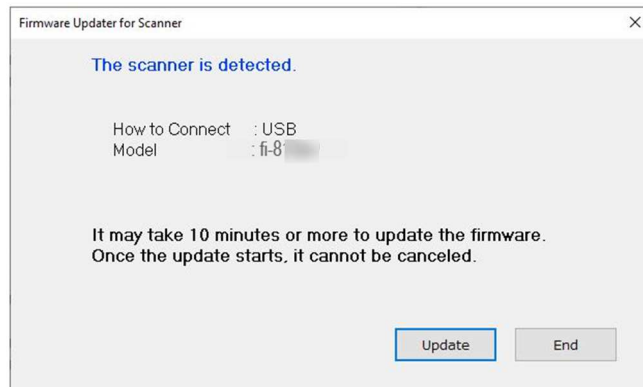 Firmware Updater for Scanner
The scanner is detected.
How to Connect : USB
Model :
It may take 10 minutes or more to update the firmware.
Once the update starts, it cannot be canceled.
Update End